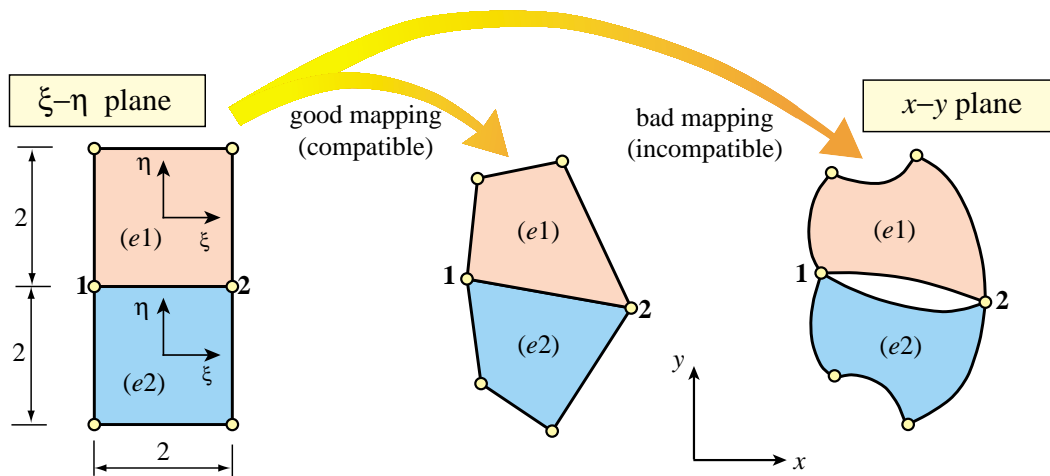 ξ−η plane
good mapping
(compatible)
bad mapping
(incompatible)
x−y plane
η
2
(e1)
ξ
1
2
η
2
(e2)
ξ
2
(e1)
1
2
(e2)
(e1)
1
2
(e2)
y
x